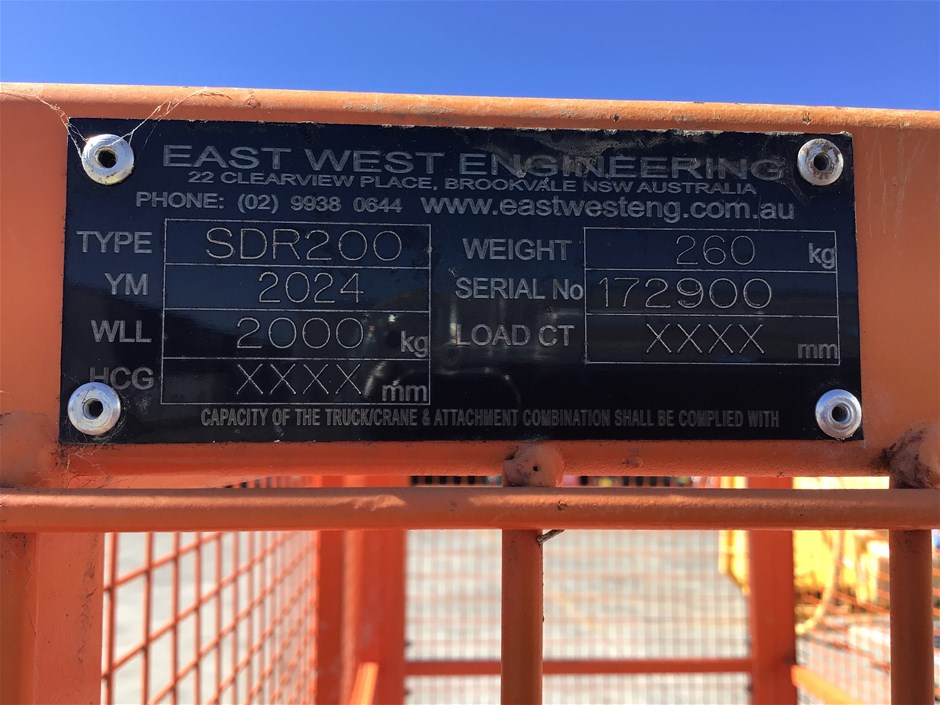 EAST WEST ENGINEERING
22 CLEARVIEW PLACE, BROOKVALE NSW AUSTRALIA
PHONE: (02) 9938 0644 www.eastwesteng.com.au
TYPE SDR200 WEIGHT 260 kg
YM 2024 SERIAL No 172900
WLL 2000 kg LOAD CT XXXX mm
HCG XXXX mm
CAPACITY OF THE TRUCK/CRANE & ATTACHMENT COMBINATION SHALL BE COMPLIED WITH